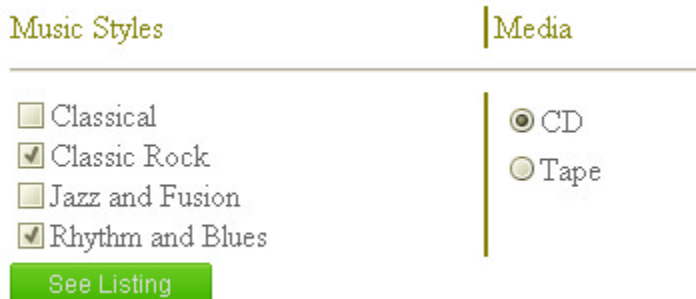 Music Styles
Media
Classical
Classic Rock
Jazz and Fusion
Rhythm and Blues
CD
Tape
See Listing